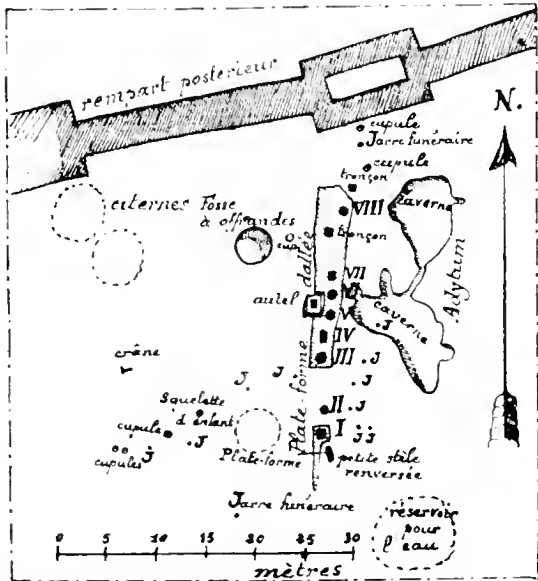 rempart postérieur
N.
cupule
Jarre funéraire
cupule
tronçon
citernes
Fosse
à offrandes
cup
VIII
caverne
tronçon
dallée
VII
VI
autel
V
caverne
Adytum
J
IV
III
J
crâne
J
J
J
Plate-forme
squelette
d'enfant
II
J
cupule
J
I
J
J
cupules
J
Plate-forme
petite stèle
renversée
Jarre funéraire
réservoir
pour
l'eau
0 5 10 15 20 25 30
mètres